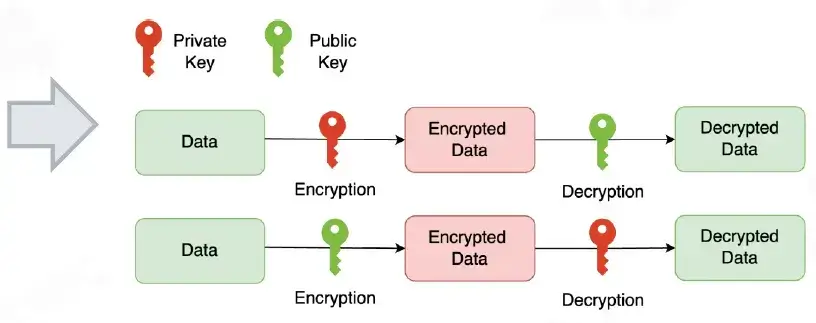 Private
Key
Public
Key
Data
Encryption
Encrypted
Data
Decryption
Decrypted
Data
Data
Encryption
Encrypted
Data
Decryption
Decrypted
Data